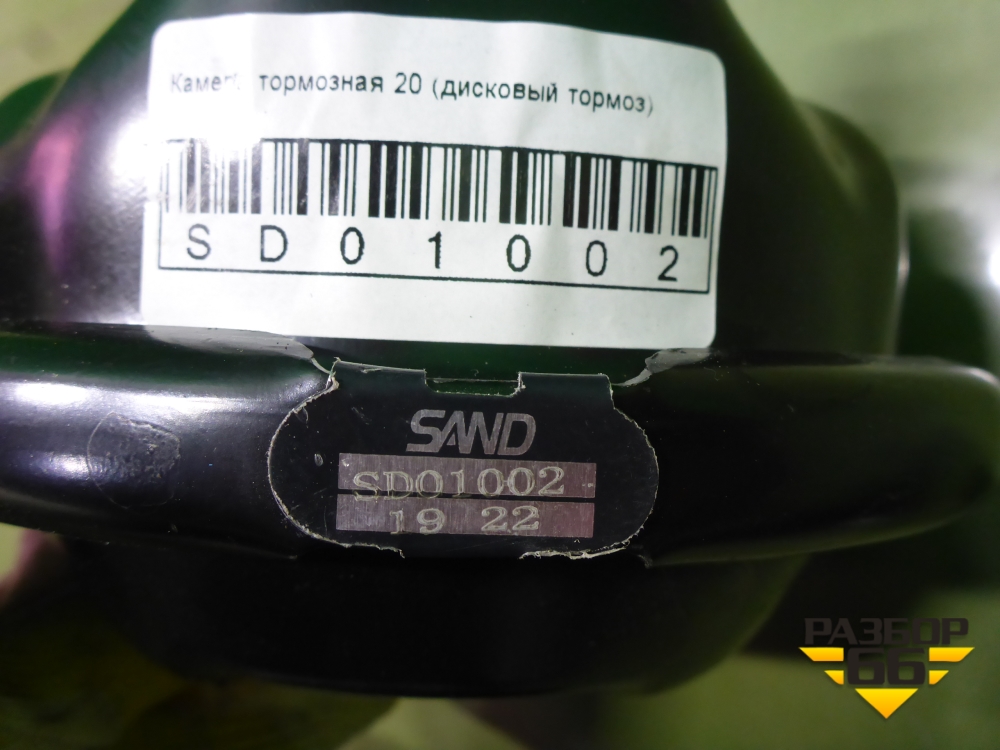 Камера тормозная 20 (дисковый тормоз)
SD01002
SAND
SD01002
19 22
РАЗБОР
66